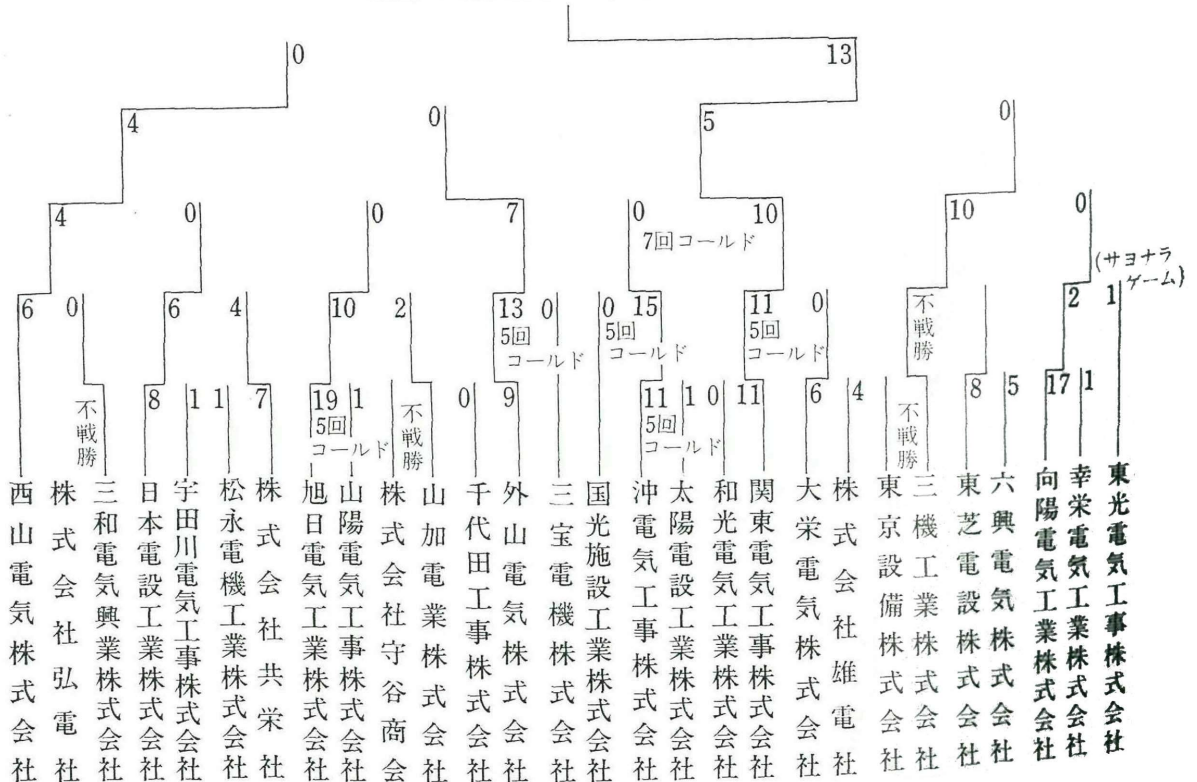 0 13
4 0 5 0
4 0 0 7 0 10 10 0
7回コールド
(サヨナラゲーム)
6 0 6 4 10 2 13 0 0 15 11 0 不戦勝 2 1
5回コールド 5回コールド 5回コールド
不戦勝 8 1 1 7 19 1 不戦勝 0 9 11 1 0 11 6 4 不戦勝 8 5 17 1
5回コールド 5回コールド
西山電気株式会社
株式会社弘電社
三和電気興業株式会社
日本電設工業株式会社
宇田川電気工事株式会社
松永電機工業株式会社
株式会社共栄社
旭日電気工業株式会社
山陽電気工事株式会社
株式会社守谷商会
山加電業株式会社
千代田工事株式会社
外山電気株式会社
三宝電機株式会社
国光施設工業株式会社
沖電気工事株式会社
太陽電設工業株式会社
和光電気工業株式会社
関東電気工事株式会社
大栄電気株式会社
株式会社雄電社
東京設備株式会社
三機工業株式会社
東芝電設株式会社
六興電気株式会社
向陽電気工業株式会社
幸栄電気工業株式会社
東光電気工事株式会社